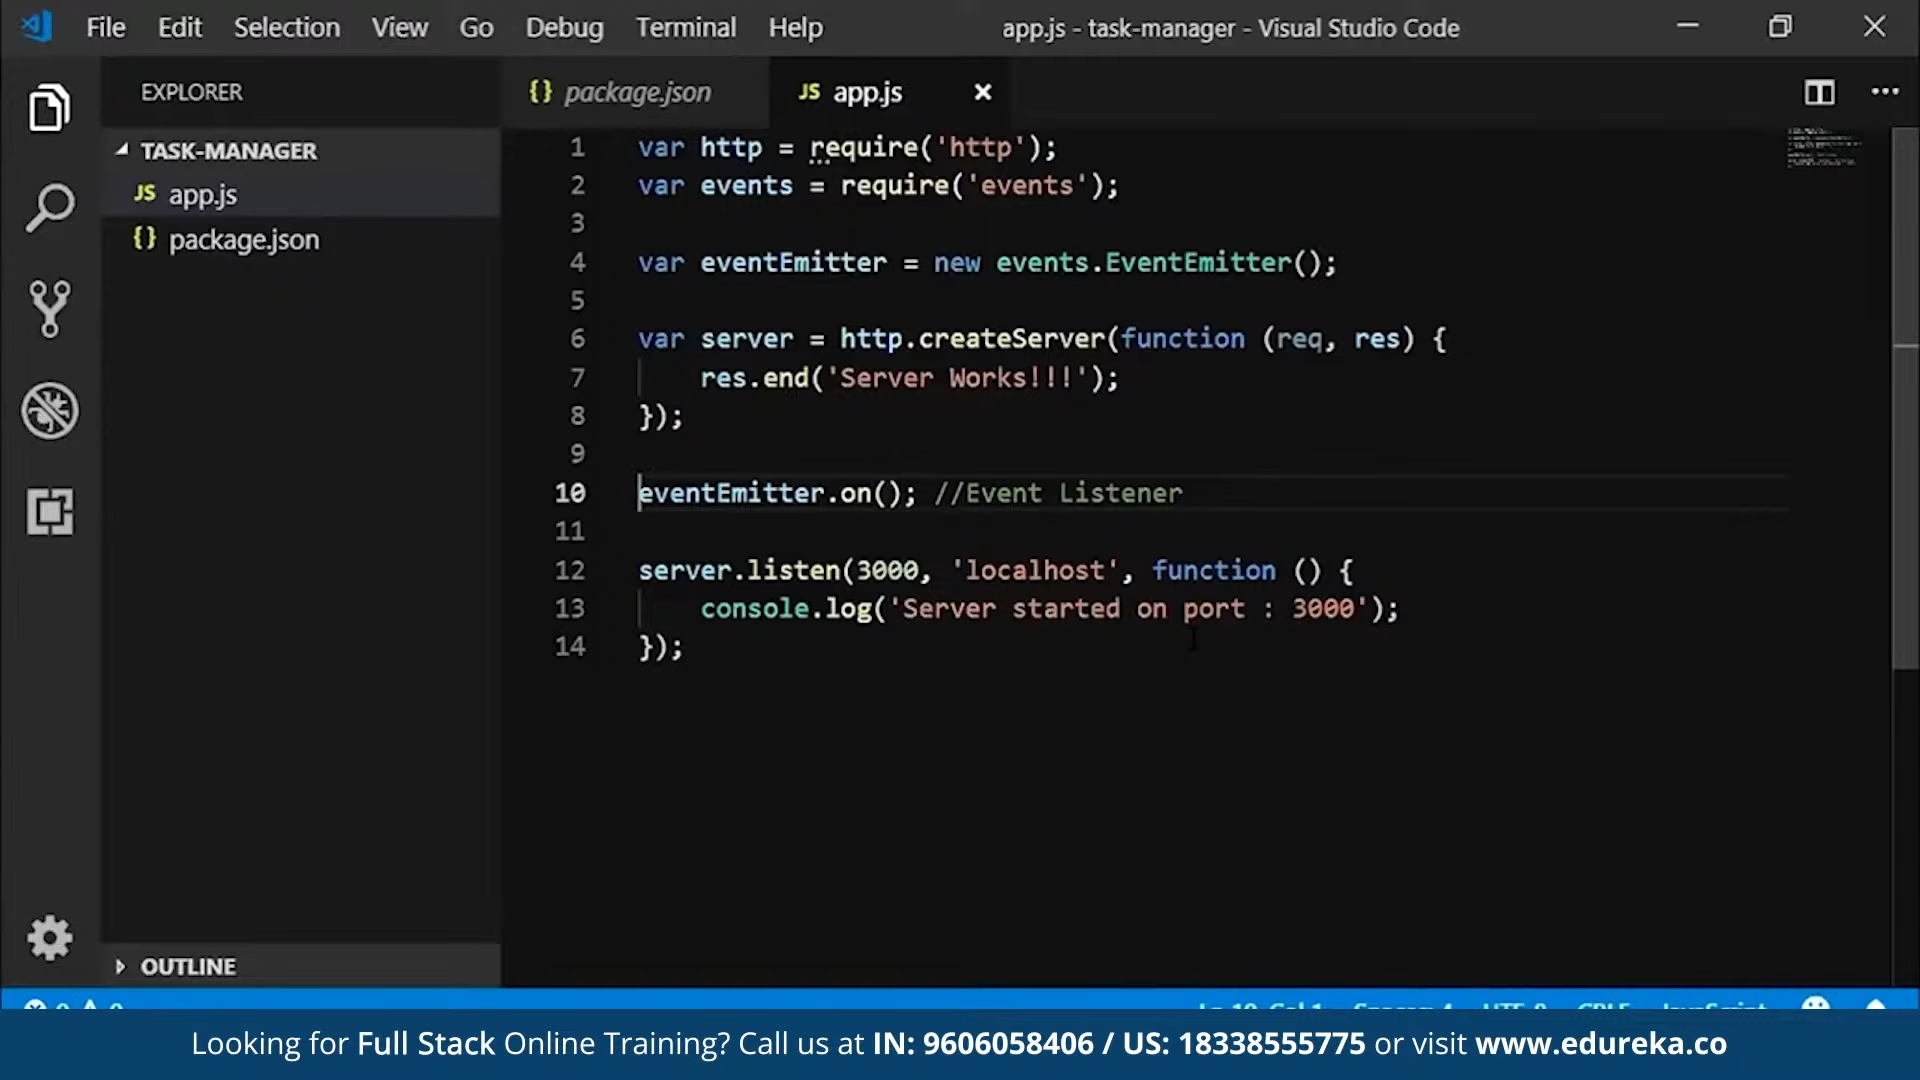 File Edit Selection View Go Debug Terminal Help
app.js - task-manager - Visual Studio Code
EXPLORER
TASK-MANAGER
JS app.js
{} package.json
OUTLINE
{} package.json
JS app.js
1 var http = require('http');
2 var events = require('events');
3
4 var eventEmitter = new events.EventEmitter();
5
6 var server = http.createServer(function (req, res) {
7 res.end('Server Works!!!');
8 });
9
10 eventEmitter.on(); //Event Listener
11
12 server.listen(3000, 'localhost', function () {
13 console.log('Server started on port : 3000');
14 });
Looking for Full Stack Online Training? Call us at IN: 9606058406 / US: 18338555775 or visit www.edureka.co